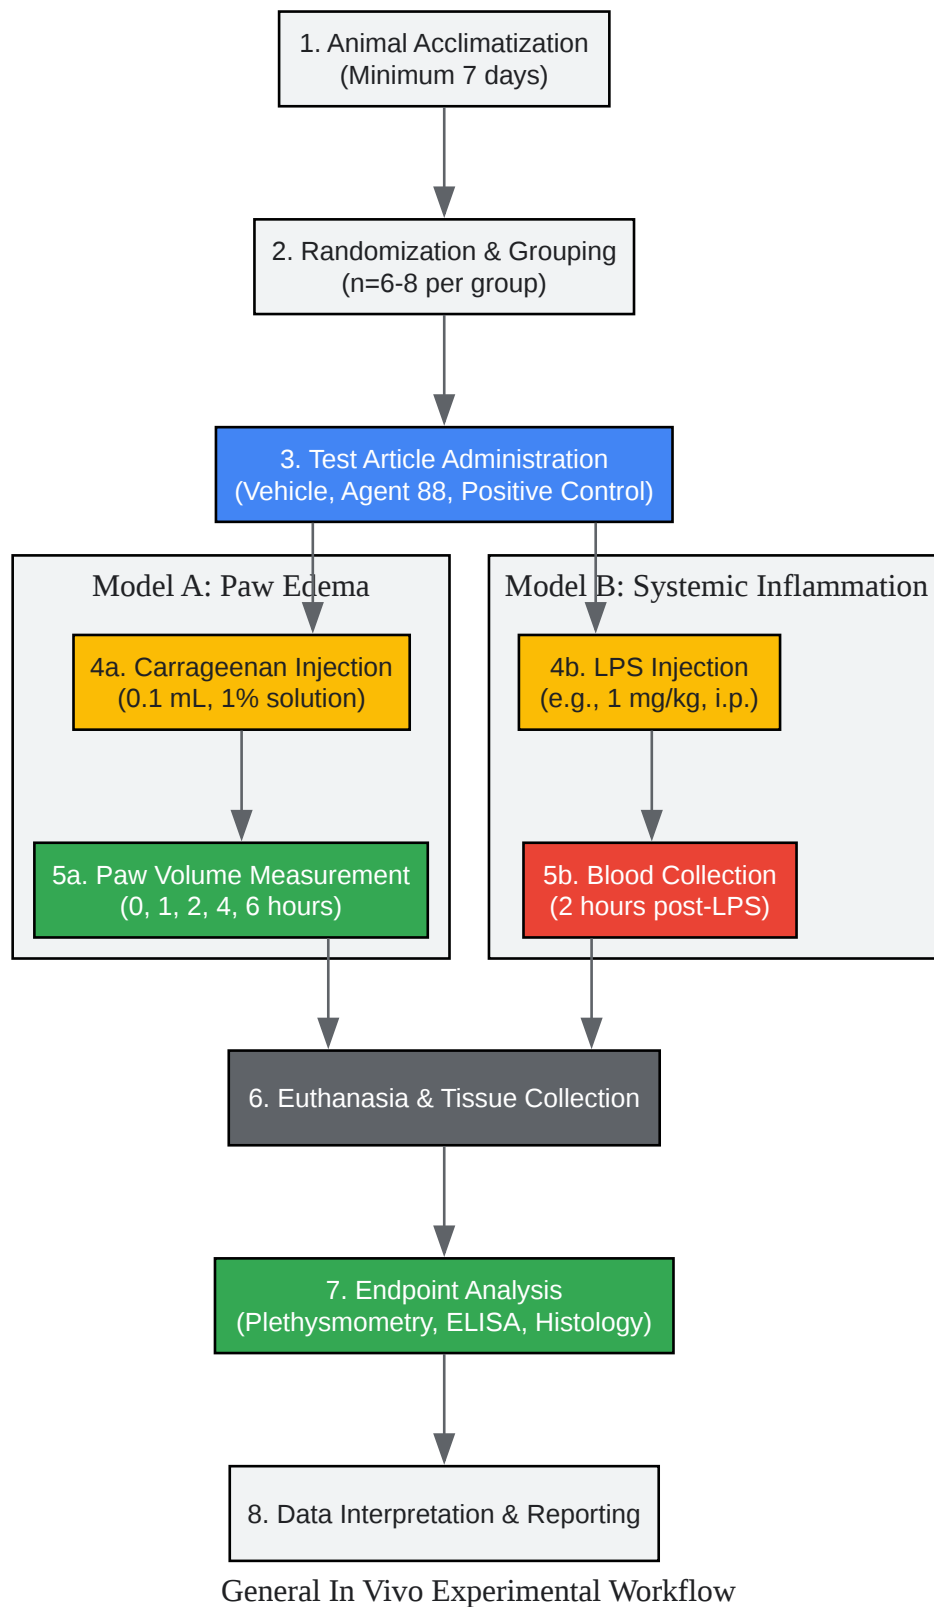 1. Animal Acclimatization
(Minimum 7 days)
2. Randomization & Grouping
(n=6-8 per group)
3. Test Article Administration
(Vehicle, Agent 88, Positive Control)
Model A: Paw Edema
4a. Carrageenan Injection
(0.1 mL, 1% solution)
5a. Paw Volume Measurement
(0, 1, 2, 4, 6 hours)
Model B: Systemic Inflammation
4b. LPS Injection
(e.g., 1 mg/kg, i.p.)
5b. Blood Collection
(2 hours post-LPS)
6. Euthanasia & Tissue Collection
7. Endpoint Analysis
(Plethysmometry, ELISA, Histology)
8. Data Interpretation & Reporting
General In Vivo Experimental Workflow